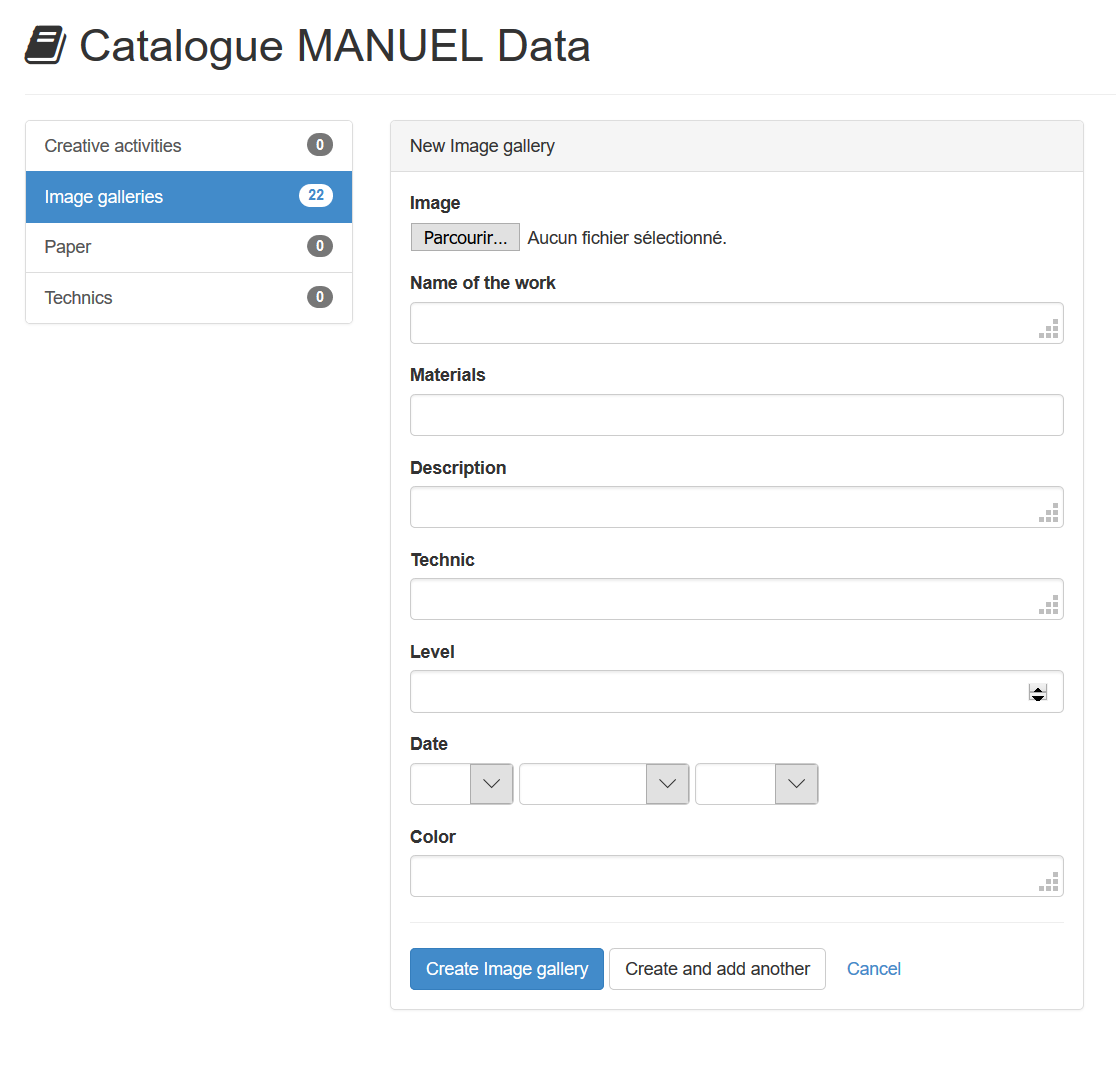 Catalogue MANUEL Data
Creative activities 0
Image galleries 22
Paper 0
Technics 0
New Image gallery
Image
Parcourir... Aucun fichier sélectionné.
Name of the work
Materials
Description
Technic
Level
Date
Color
Create Image gallery Create and add another Cancel